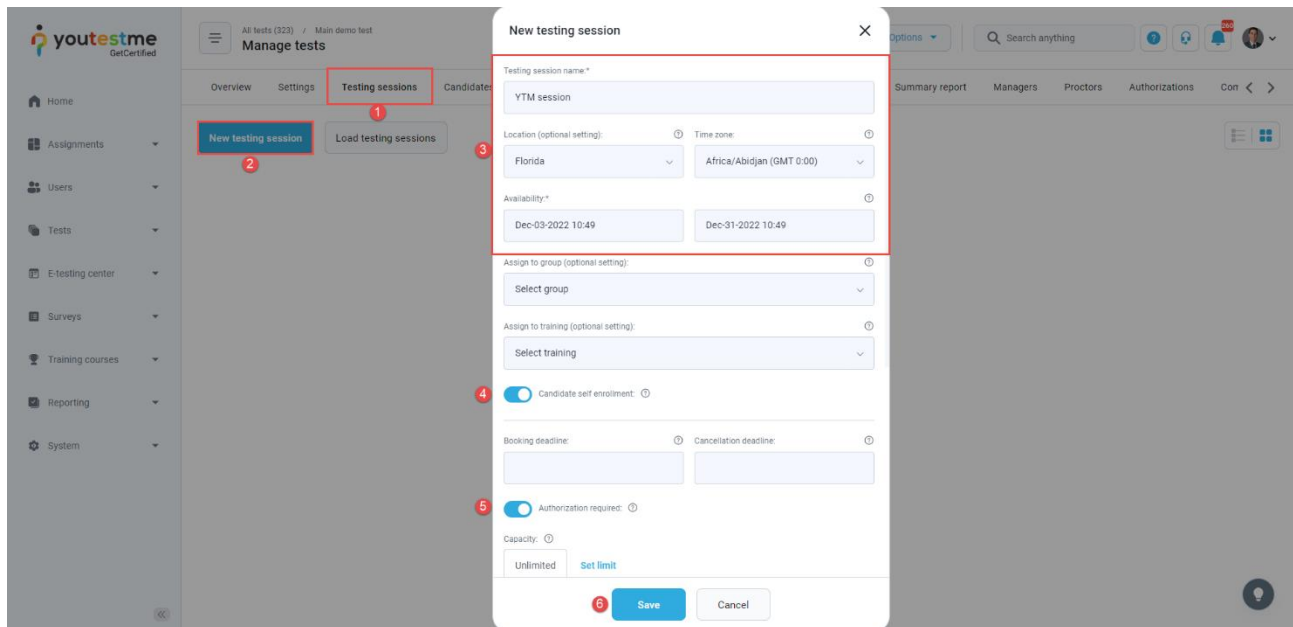 youtestme
GetCertified
Home
Assignments
Users
Tests
E-testing center
Surveys
Training courses
Reporting
System
All tests (323) / Main demo test
Manage tests
Options
Search anything
260
Overview Settings Testing sessions Candidates Summary report Managers Proctors Authorizations Con
1
New testing session Load testing sessions
2
New testing session
Testing session name:*
YTM session
3
Location (optional setting): Time zone:
Florida Africa/Abidjan (GMT 0:00)
Availability:*
Dec-03-2022 10:49 Dec-31-2022 10:49
Assign to group (optional setting):
Select group
Assign to training (optional setting):
Select training
4 Candidate self enrollment:
Booking deadline: Cancellation deadline:
5 Authorization required:
Capacity:
Unlimited Set limit
6 Save Cancel